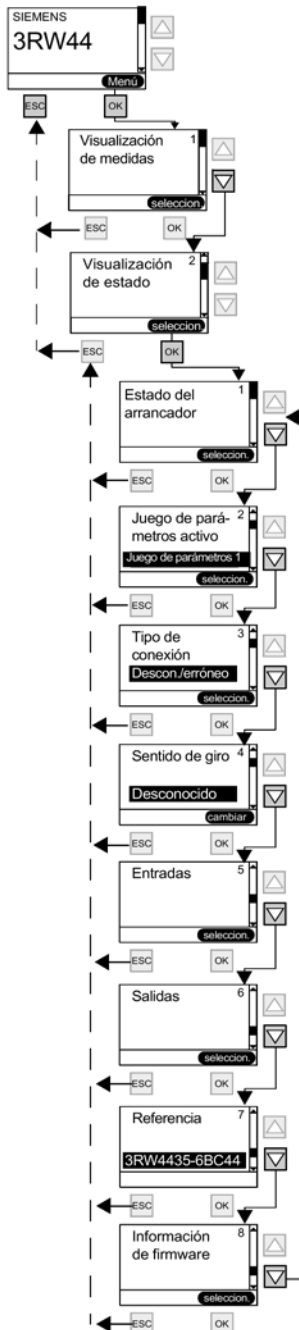 SIEMENS
3RW44
Menú
ESC
OK
Visualización
de medidas
1
seleccion.
ESC
OK
Visualización
de estado
2
seleccion.
ESC
OK
Estado del
arrancador
1
seleccion.
ESC
OK
Juego de pará-
metros activo
2
Juego de parámetros 1
seleccion.
ESC
OK
Tipo de
conexión
3
Descon./erróneo
seleccion.
ESC
OK
Sentido de giro
4
Desconocido
cambiar
ESC
OK
Entradas
5
seleccion.
ESC
OK
Salidas
6
seleccion.
ESC
OK
Referencia
7
3RW4435-6BC44
ESC
OK
Información
de firmware
8
seleccion.
ESC
OK